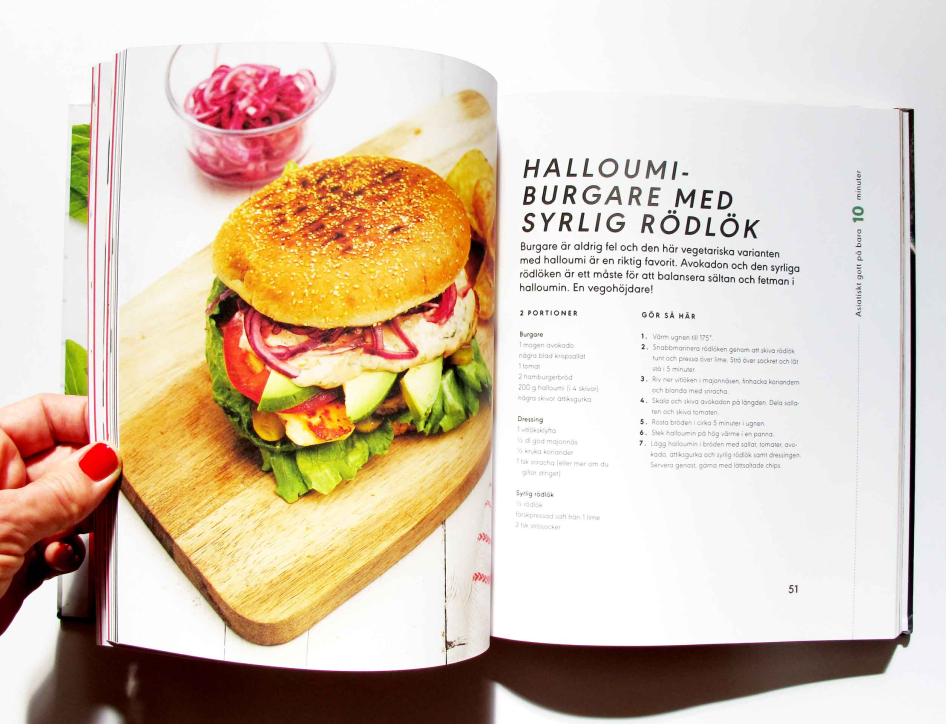 HALLOUMI-
BURGARE MED
SYRLIG RÖDLÖK
Burgare är aldrig fel och den här vegetariska varianten
med halloumi är en riktig favorit. Avokadon och den syrliga
rödlöken är ett måste för att balansera sältan och fetman i
halloumin. En vegohöjdare!
2 PORTIONER
Burgare
1 mogen avokado
några blad krispsallat
1 tomat
2 hamburgerbröd
200 g halloumi (i 4 skivor)
några skivor ättiksgurka
Dressing
1 vitlöksklyfta
½ dl god majonnäs
½ kruka koriander
1 tsk sriracha (eller mer om du
gillar stinget)
Syrlig rödlök
½ rödlök
färskpressad saft från 1 lime
2 tsk strösocker
GÖR SÅ HÄR
1. Värm ugnen till 175°.
2. Snabbmarinera rödlöken genom att skiva rödlök
tunt och pressa över lime. Strö över sockret och låt
stå i 5 minuter.
3. Riv ner vitlöken i majonnäsen, finhacka koriandern
och blanda med sriracha.
4. Skala och skiva avokadon på längden. Dela salla-
ten och skiva tomaten.
5. Rosta bröden i cirka 5 minuter i ugnen.
6. Stek halloumin på hög värme i en panna.
7. Lägg halloumin i bröden med sallar, tomater, avo-
kado, ättiksgurka och syrlig rödlök samt dressingen.
Servera genast, gärna med lättsaltade chips.
Asiatiskt gott på bara 10 minuter
51